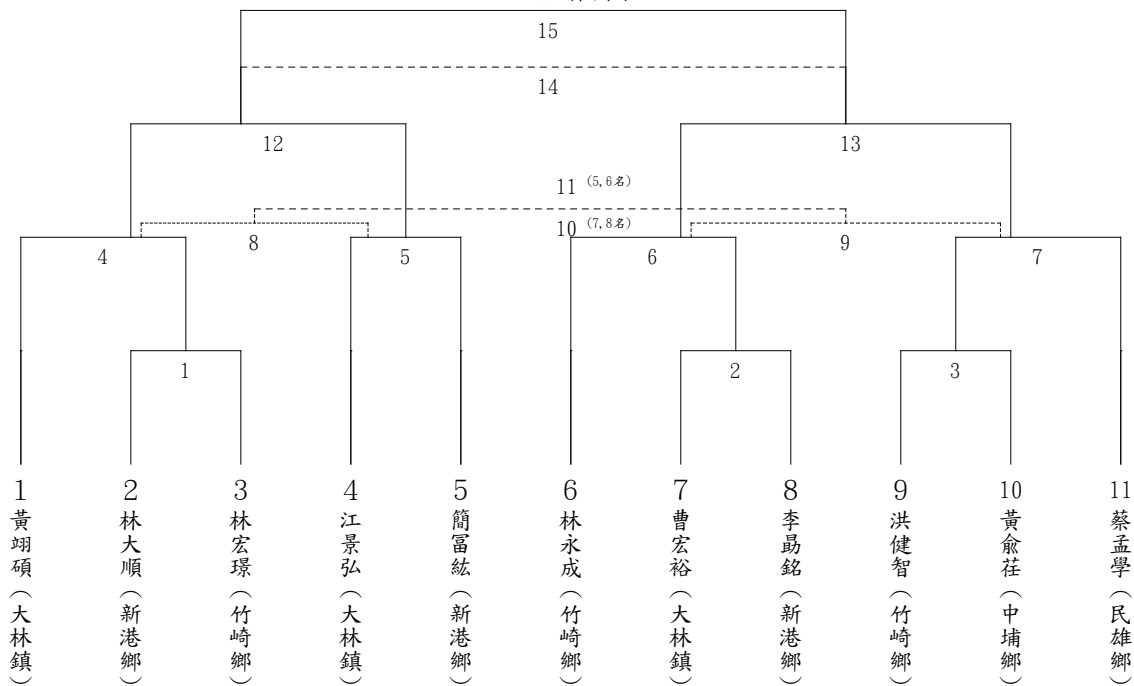 15
14
12
13
11 (5,6名)
10 (7,8名)
8
9
4
5
6
7
1
2
3
1 黃翊碩(大林鎮)
2 林大順(新港鄉)
3 林宏璟(竹崎鄉)
4 江景弘(大林鎮)
5 簡冨紘(新港鄉)
6 林永成(竹崎鄉)
7 曹宏裕(大林鎮)
8 李勗銘(新港鄉)
9 洪健智(竹崎鄉)
10 黃俞荏(中埔鄉)
11 蔡孟學(民雄鄉)